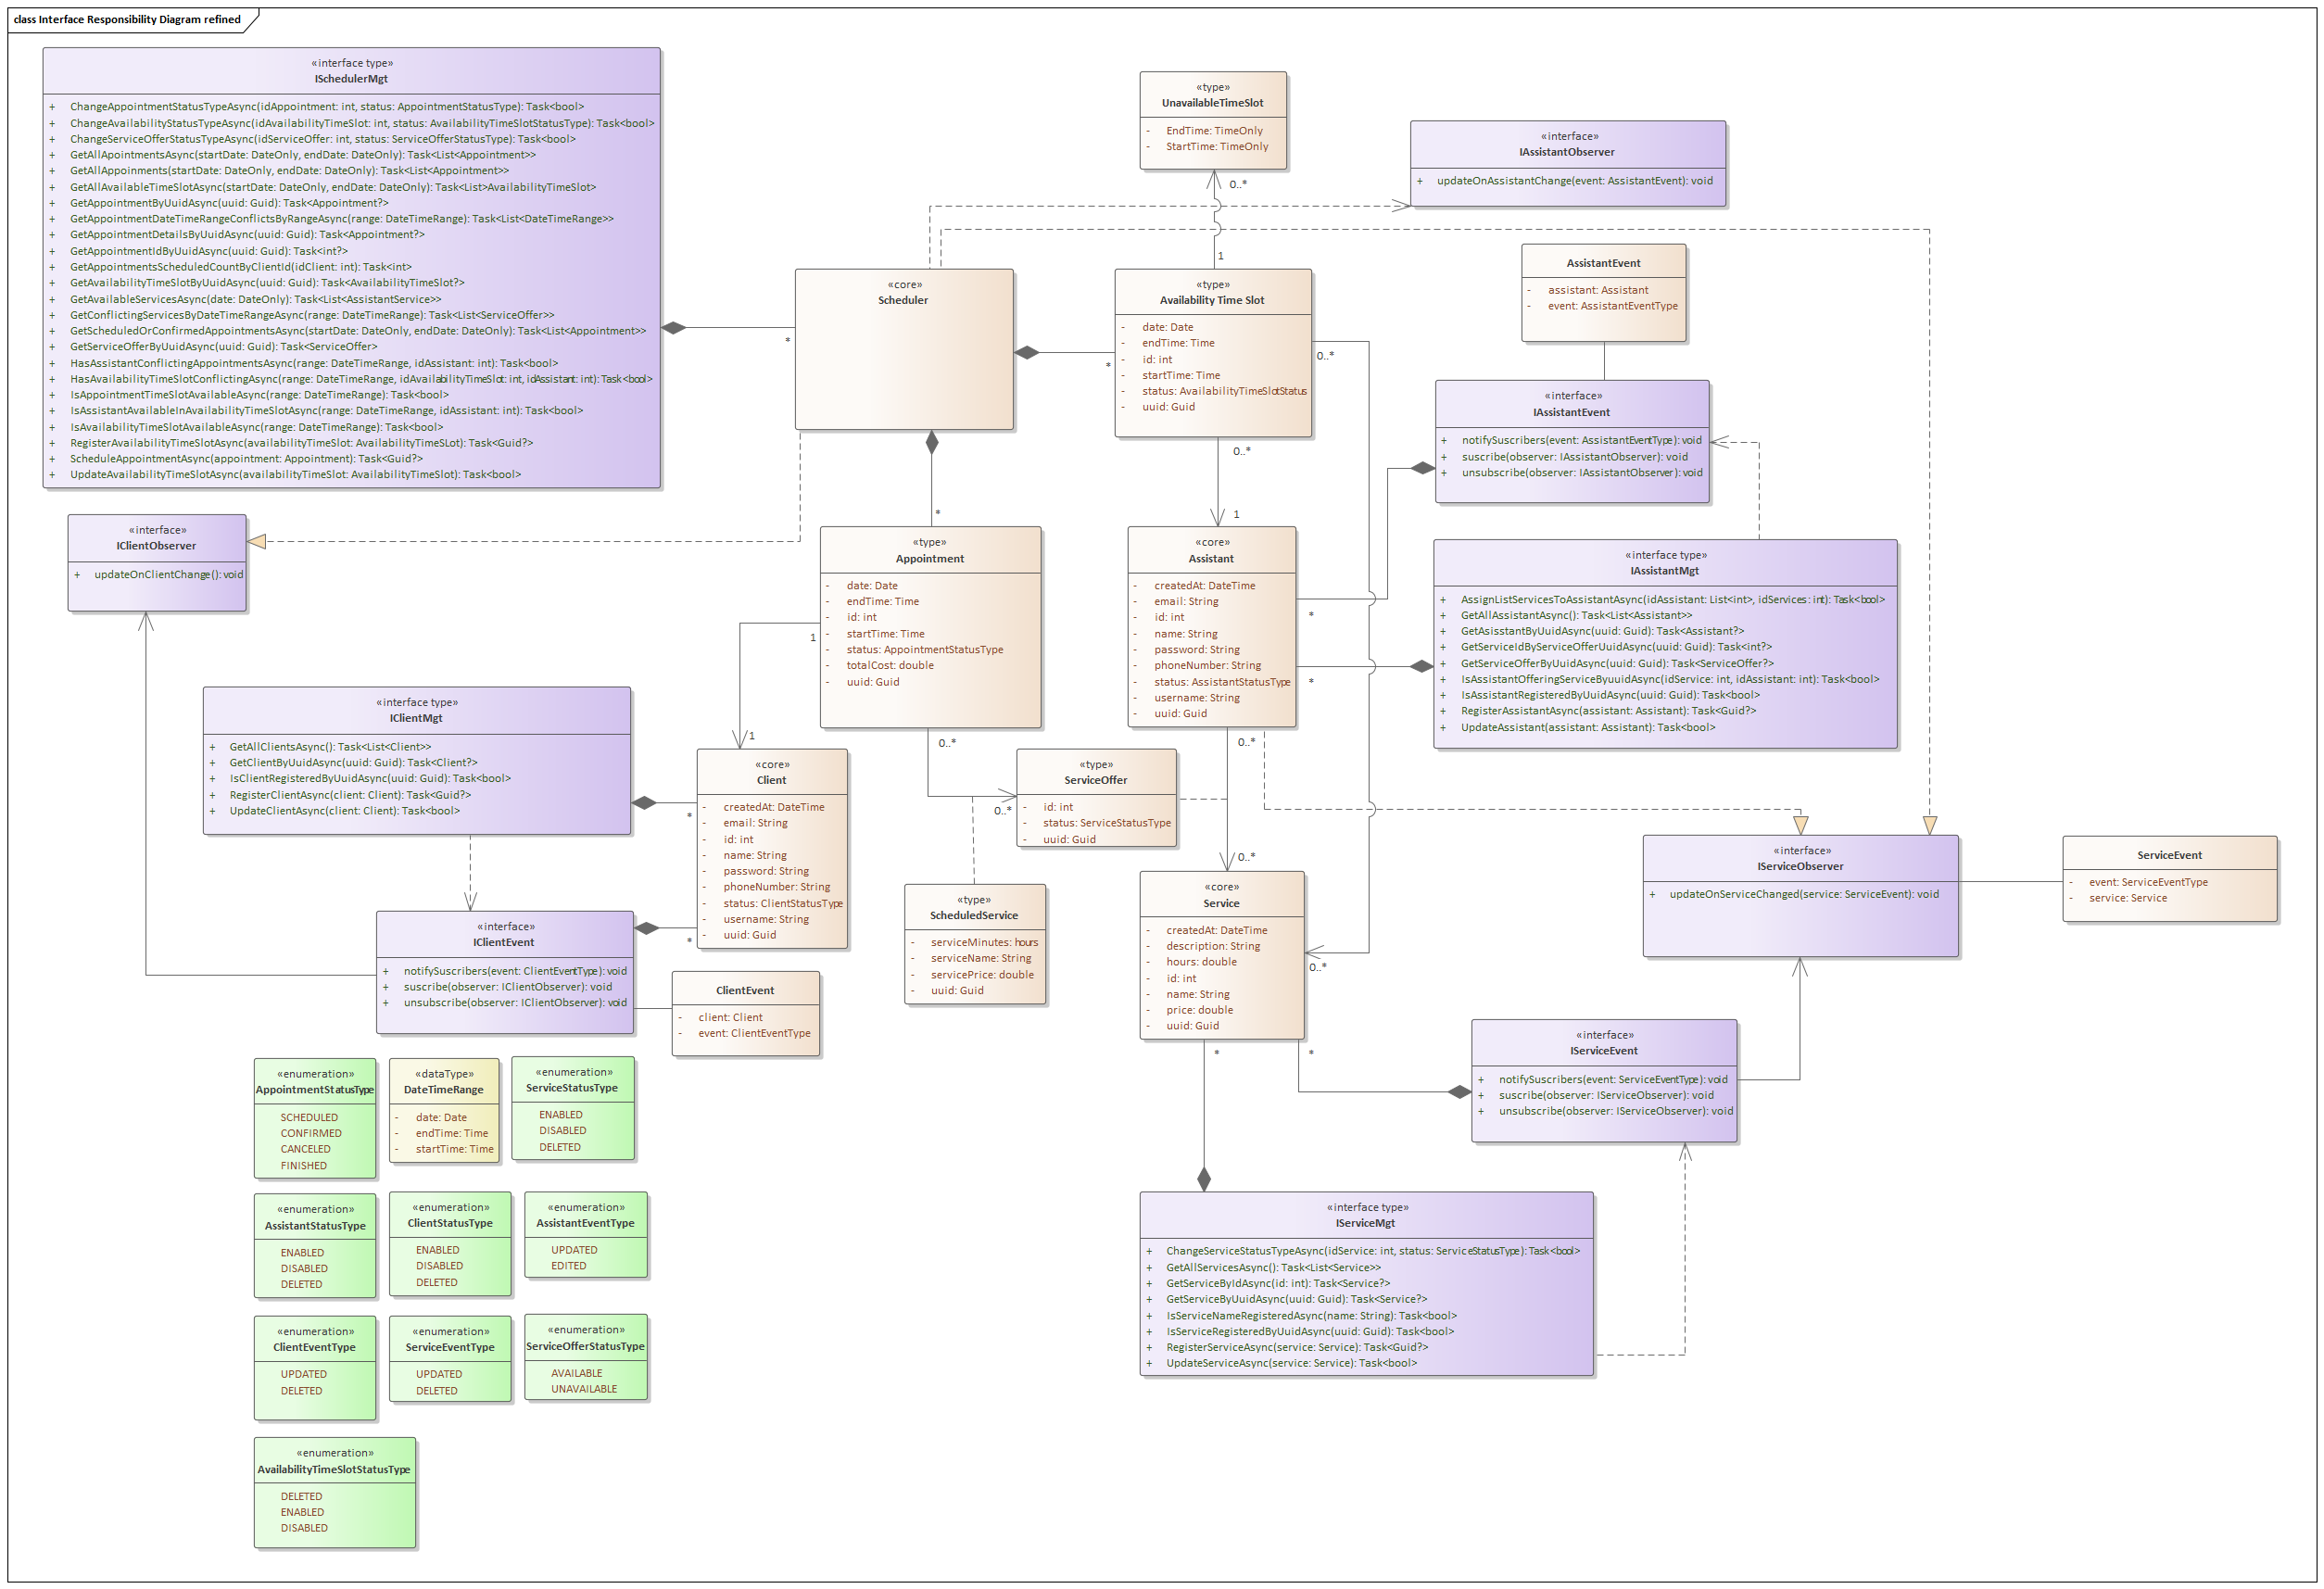 class Interface Responsibility Diagram refined
«interface type»
ISchedulerMgt
+ ChangeAppointmentStatusTypeAsync(idAppointment: int, status: AppointmentStatusType): Task<bool>
+ ChangeAvailabilityStatusTypeAsync(idAvailabilityTimeSlot: int, status: AvailabilityTimeSlotStatusType): Task<bool>
+ ChangeServiceOfferStatusTypeAsync(idServiceOffer: int, status: ServiceOfferStatusType): Task<bool>
+ GetAllApointmentsAsync(startDate: DateOnly, endDate: DateOnly): Task<List<Appointment>>
+ GetAllAppoinments(startDate: DateOnly, endDate: DateOnly): Task<List<Appointment>>
+ GetAllAvailableTimeSlotAsync(startDate: DateOnly, endDate: DateOnly): Task<List>AvailabilityTimeSlot>
+ GetAppointmentByUuidAsync(uuid: Guid): Task<Appointment?>
+ GetAppointmentDateTimeRangeConflictsByRangeAsync(range: DateTimeRange): Task<List<DateTimeRange>>
+ GetAppointmentDetailsByUuidAsync(uuid: Guid): Task<Appointment?>
+ GetAppointmentIdByUuidAsync(uuid: Guid): Task<int?>
+ GetAppointmentsScheduledCountByClientId(idClient: int): Task<int>
+ GetAvailabilityTimeSlotByUuidAsync(uuid: Guid): Task<AvailabilityTimeSlot?>
+ GetAvailableServicesAsync(date: DateOnly): Task<List<AssistantService>>
+ GetConflictingServicesByDateTimeRangeAsync(range: DateTimeRange): Task<List<ServiceOffer>>
+ GetScheduledOrConfirmedAppointmentsAsync(startDate: DateOnly, endDate: DateOnly): Task<List<Appointment>>
+ GetServiceOfferByUuidAsync(uuid: Guid): Task<ServiceOffer>
+ HasAssistantConflictingAppointmentsAsync(range: DateTimeRange, idAssistant: int): Task<bool>
+ HasAvailabilityTimeSlotConflictingAsync(range: DateTimeRange, idAvailabilityTimeSlot: int, idAssistant: int): Task<bool>
+ IsAppointmentTimeSlotAvailableAsync(range: DateTimeRange): Task<bool>
+ IsAssistantAvailableInAvailabilityTimeSlotAsync(range: DateTimeRange, idAssistant: int): Task<bool>
+ IsAvailabilityTimeSlotAvailableAsync(range: DateTimeRange): Task<bool>
+ RegisterAvailabilityTimeSlotAsync(availabilityTimeSlot: AvailabilityTimeSLot): Task<Guid?>
+ ScheduleAppointmentAsync(appointment: Appointment): Task<Guid?>
+ UpdateAvailabilityTimeSlotAsync(availabilityTimeSlot: AvailabilityTimeSlot): Task<bool>
*
«core»
Scheduler
*
*
«type»
UnavailableTimeSlot
- EndTime: TimeOnly
- StartTime: TimeOnly
0..*
1
«type»
Availability Time Slot
- date: Date
- endTime: Time
- id: int
- startTime: Time
- status: AvailabilityTimeSlotStatus
- uuid: Guid
0..*
0..*
1
«interface»
IAssistantObserver
+ updateOnAssistantChange(event: AssistantEvent): void
AssistantEvent
- assistant: Assistant
- event: AssistantEventType
«interface»
IAssistantEvent
+ notifySuscribers(event: AssistantEventType): void
+ suscribe(observer: IAssistantObserver): void
+ unsubscribe(observer: IAssistantObserver): void
«interface»
IClientObserver
+ updateOnClientChange(): void
«type»
Appointment
- date: Date
- endTime: Time
- id: int
- startTime: Time
- status: AppointmentStatusType
- totalCost: double
- uuid: Guid
1
1
0..*
0..*
«core»
Assistant
- createdAt: DateTime
- email: String
- id: int
- name: String
- password: String
- phoneNumber: String
- status: AssistantStatusType
- username: String
- uuid: Guid
*
*
0..*
0..*
«interface type»
IAssistantMgt
+ AssignListServicesToAssistantAsync(idAssistant: List<int>, idServices: int): Task<bool>
+ GetAllAssistantAsync(): Task<List<Assistant>>
+ GetAsisstantByUuidAsync(uuid: Guid): Task<Assistant?>
+ GetServiceIdByServiceOfferUuidAsync(uuid: Guid): Task<int?>
+ GetServiceOfferByUuidAsync(uuid: Guid): Task<ServiceOffer?>
+ IsAssistantOfferingServiceByuuidAsync(idService: int, idAssistant: int): Task<bool>
+ IsAssistantRegisteredByUuidAsync(uuid: Guid): Task<bool>
+ RegisterAssistantAsync(assistant: Assistant): Task<Guid?>
+ UpdateAssistant(assistant: Assistant): Task<bool>
«interface type»
IClientMgt
+ GetAllClientsAsync(): Task<List<Client>>
+ GetClientByUuidAsync(uuid: Guid): Task<Client?>
+ IsClientRegisteredByUuidAsync(uuid: Guid): Task<bool>
+ RegisterClientAsync(client: Client): Task<Guid?>
+ UpdateClientAsync(client: Client): Task<bool>
*
*
«core»
Client
- createdAt: DateTime
- email: String
- id: int
- name: String
- password: String
- phoneNumber: String
- status: ClientStatusType
- username: String
- uuid: Guid
«type»
ServiceOffer
- id: int
- status: ServiceStatusType
- uuid: Guid
«type»
ScheduledService
- serviceMinutes: hours
- serviceName: String
- servicePrice: double
- uuid: Guid
«core»
Service
- createdAt: DateTime
- description: String
- hours: double
- id: int
- name: String
- price: double
- uuid: Guid
0..*
*
*
«interface»
IServiceObserver
+ updateOnServiceChanged(service: ServiceEvent): void
ServiceEvent
- event: ServiceEventType
- service: Service
«interface»
IClientEvent
+ notifySuscribers(event: ClientEventType): void
+ suscribe(observer: IClientObserver): void
+ unsubscribe(observer: IClientObserver): void
ClientEvent
- client: Client
- event: ClientEventType
«interface»
IServiceEvent
+ notifySuscribers(event: ServiceEventType): void
+ suscribe(observer: IServiceObserver): void
+ unsubscribe(observer: IServiceObserver): void
«interface type»
IServiceMgt
+ ChangeServiceStatusTypeAsync(idService: int, status: ServiceStatusType): Task<bool>
+ GetAllServicesAsync(): Task<List<Service>>
+ GetServiceByIdAsync(id: int): Task<Service?>
+ GetServiceByUuidAsync(uuid: Guid): Task<Service?>
+ IsServiceNameRegisteredAsync(name: String): Task<bool>
+ IsServiceRegisteredByUuidAsync(uuid: Guid): Task<bool>
+ RegisterServiceAsync(service: Service): Task<Guid?>
+ UpdateServiceAsync(service: Service): Task<bool>
«enumeration»
AppointmentStatusType
SCHEDULED
CONFIRMED
CANCELED
FINISHED
«dataType»
DateTimeRange
- date: Date
- endTime: Time
- startTime: Time
«enumeration»
ServiceStatusType
ENABLED
DISABLED
DELETED
«enumeration»
AssistantStatusType
ENABLED
DISABLED
DELETED
«enumeration»
ClientStatusType
ENABLED
DISABLED
DELETED
«enumeration»
AssistantEventType
UPDATED
EDITED
«enumeration»
ClientEventType
UPDATED
DELETED
«enumeration»
ServiceEventType
UPDATED
DELETED
«enumeration»
ServiceOfferStatusType
AVAILABLE
UNAVAILABLE
«enumeration»
AvailabilityTimeSlotStatusType
DELETED
ENABLED
DISABLED